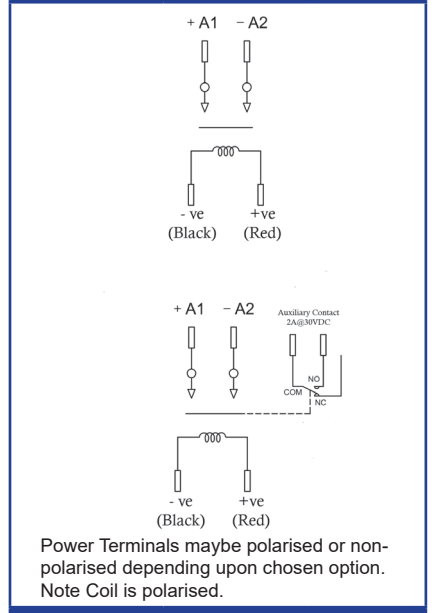 + A1 − A2
- ve +ve
(Black) (Red)
+ A1 − A2
Auxiliary Contact
2A@30VDC
NO
COM
NC
- ve +ve
(Black) (Red)
Power Terminals maybe polarised or non-
polarised depending upon chosen option.
Note Coil is polarised.